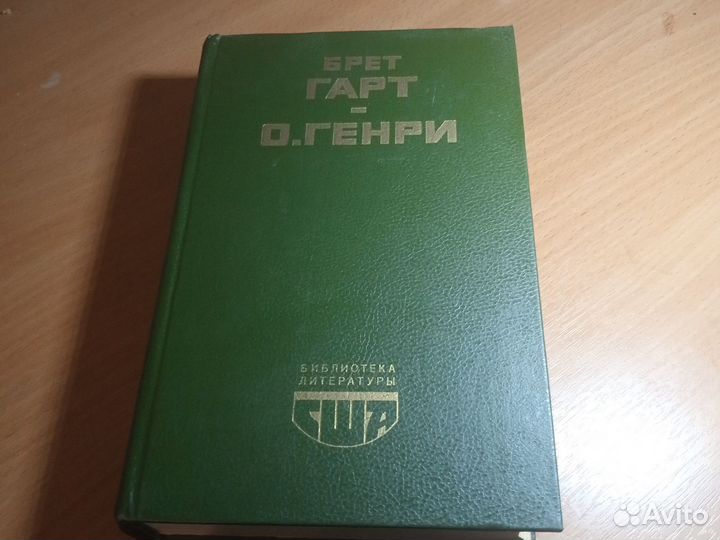 БРЕТ
ГАРТ
-
О.ГЕНРИ
БИБЛИОТЕКА
ЛИТЕРАТУРЫ
США
Avito